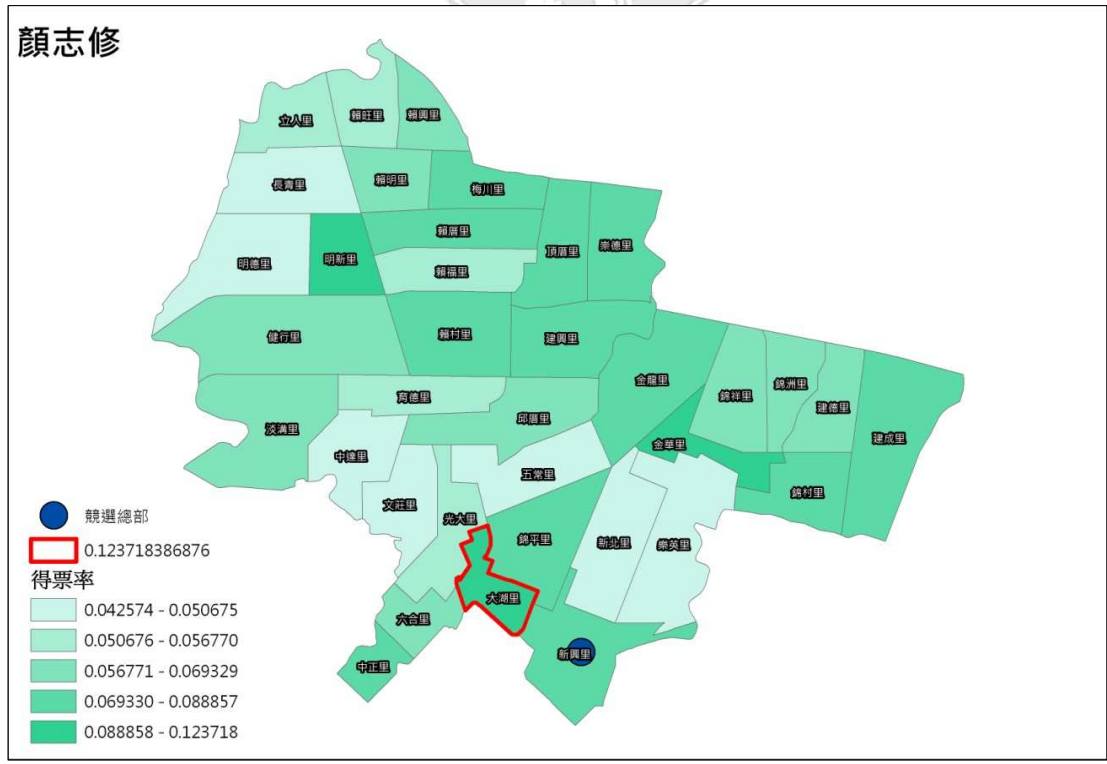 顏志修
立人里
賴旺里
賴興里
長青里
賴明里
梅川里
明德里
明新里
賴厝里
賴福里
頂厝里
崇德里
健行里
賴村里
建興里
金龍里
錦祥里
錦洲里
建德里
建成里
育德里
邱厝里
淡溝里
中達里
五常里
金華里
錦村里
文莊里
光大里
錦平里
新北里
樂英里
大湖里
六合里
中正里
新興里
競選總部
0.123718386876
得票率
0.042574 - 0.050675
0.050676 - 0.056770
0.056771 - 0.069329
0.069330 - 0.088857
0.088858 - 0.123718